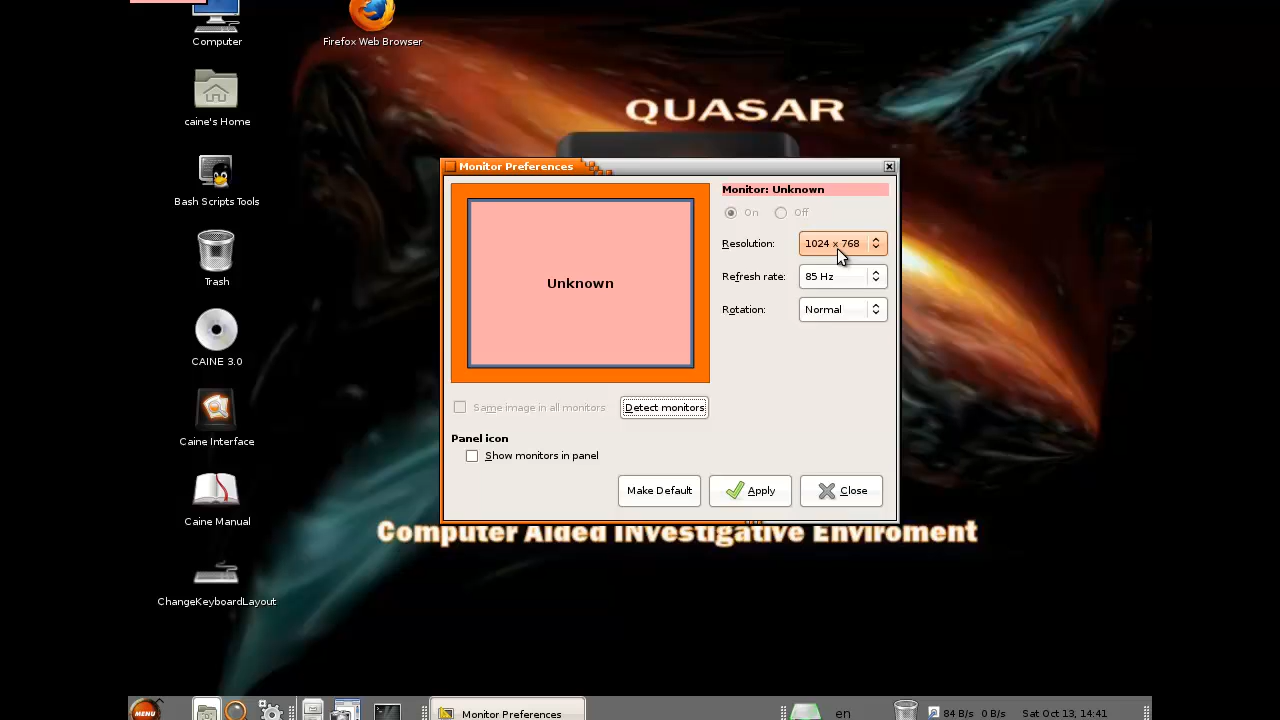 Computer
Firefox Web Browser
caine's Home
Bash Scripts Tools
Trash
CAINE 3.0
Caine Interface
Caine Manual
ChangeKeyboardLayout
QUASAR
Monitor Preferences
Unknown
Monitor: Unknown
On Off
Resolution: 1024 x 768
Refresh rate: 85 Hz
Rotation: Normal
Same image in all monitors Detect monitors
Panel icon
Show monitors in panel
Make Default Apply Close
Computer Aided INvestigative Enviroment
MENU Monitor Preferences en 84 B/s 0 B/s Sat Oct 13, 14:41